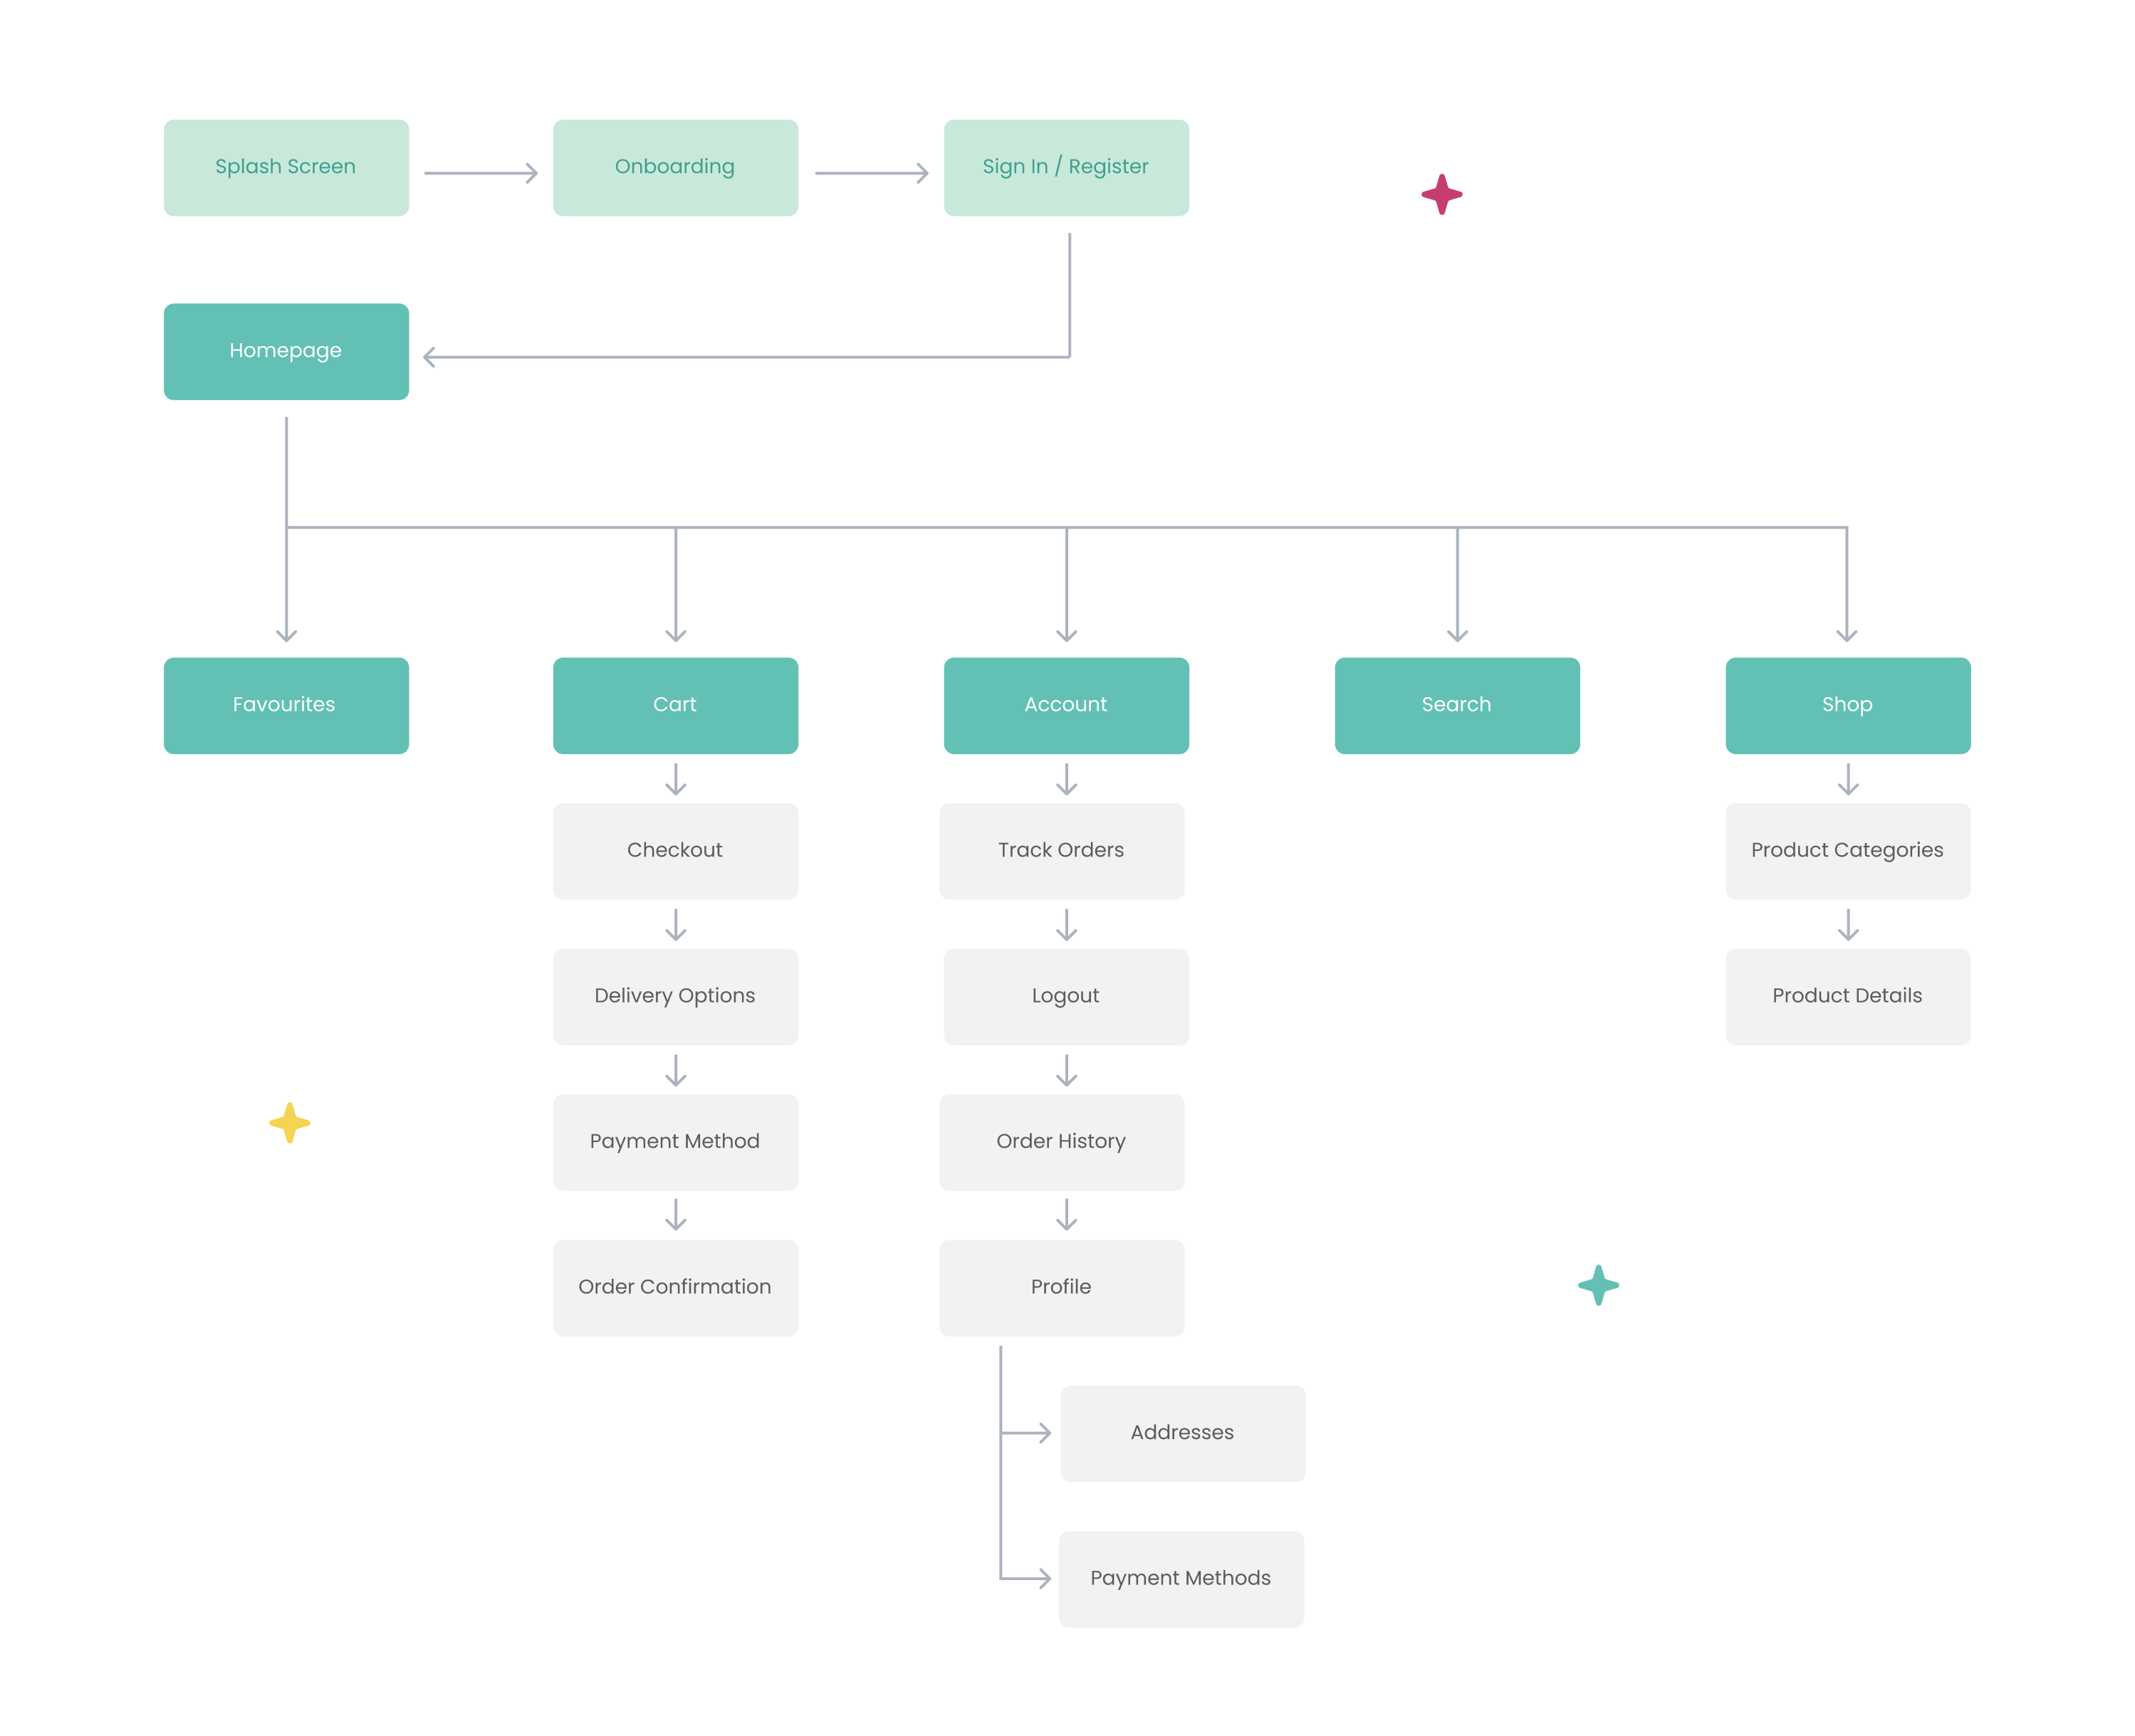 Splash Screen
Onboarding
Sign In / Register
Homepage
Favourites
Cart
Account
Search
Shop
Checkout
Track Orders
Product Categories
Delivery Options
Logout
Product Details
Payment Method
Order History
Order Confirmation
Profile
Addresses
Payment Methods